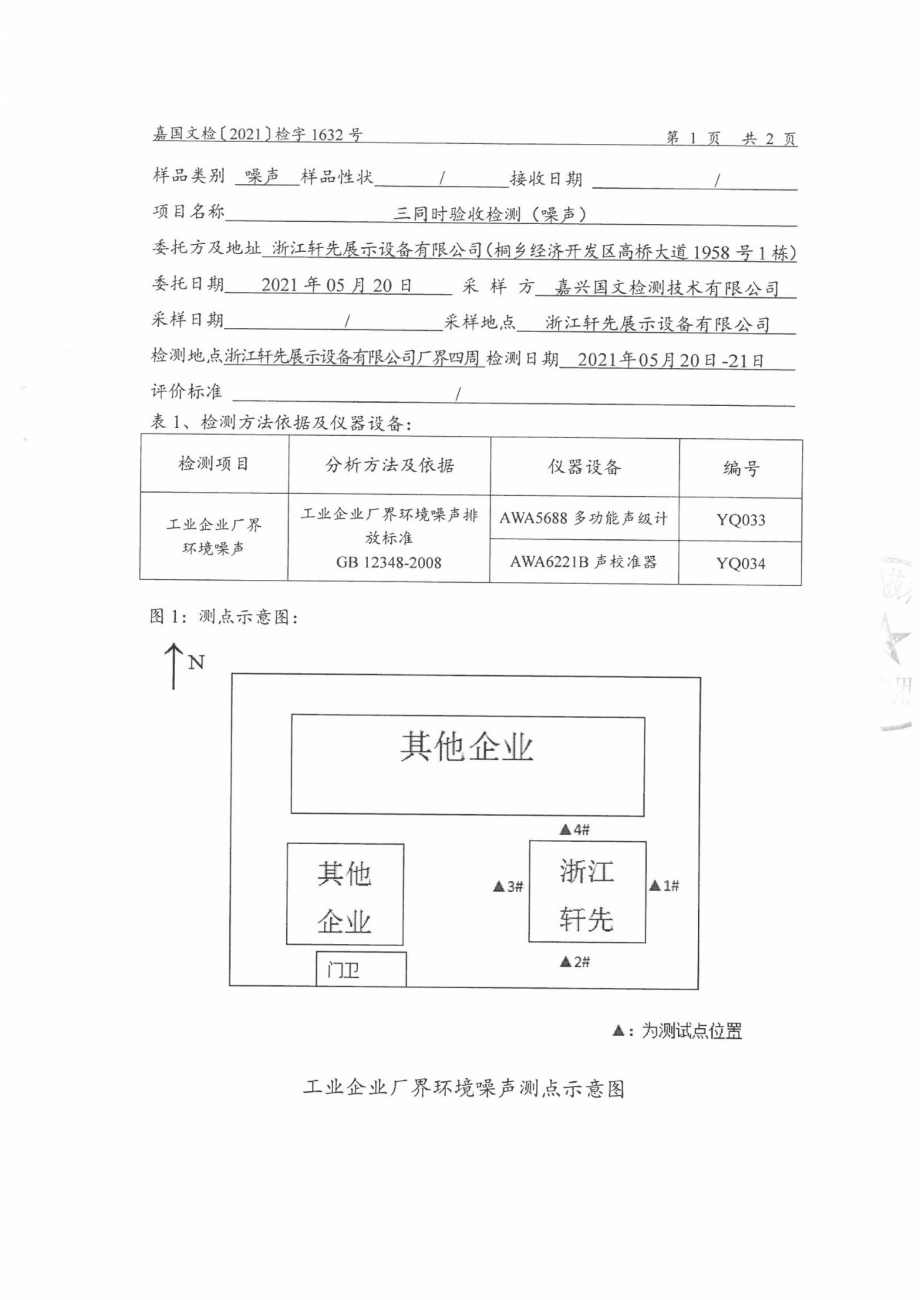 嘉国文检〔2021〕检字 1632 号 第 1 页 共 2 页
样品类别 噪声 样品性状 / 接收日期 /
项目名称 三同时验收检测（噪声）
委托方及地址 浙江轩先展示设备有限公司(桐乡经济开发区高桥大道 1958 号 1 栋)
委托日期 2021 年 05 月 20 日 采 样 方 嘉兴国文检测技术有限公司
采样日期 / 采样地点 浙江轩先展示设备有限公司
检测地点浙江轩先展示设备有限公司厂界四周 检测日期 2021年05月20日-21日
评价标准 /
表 1、检测方法依据及仪器设备：
检测项目 分析方法及依据 仪器设备 编号
工业企业厂界
环境噪声
工业企业厂界环境噪声排
放标准
GB 12348-2008
AWA5688 多功能声级计 YQ033
AWA6221B 声校准器 YQ034
图 1：测点示意图：
N
其他企业
▲4#
其他
企业
▲3#
浙江
轩先
▲1#
▲2#
门卫
▲：为测试点位置
工业企业厂界环境噪声测点示意图